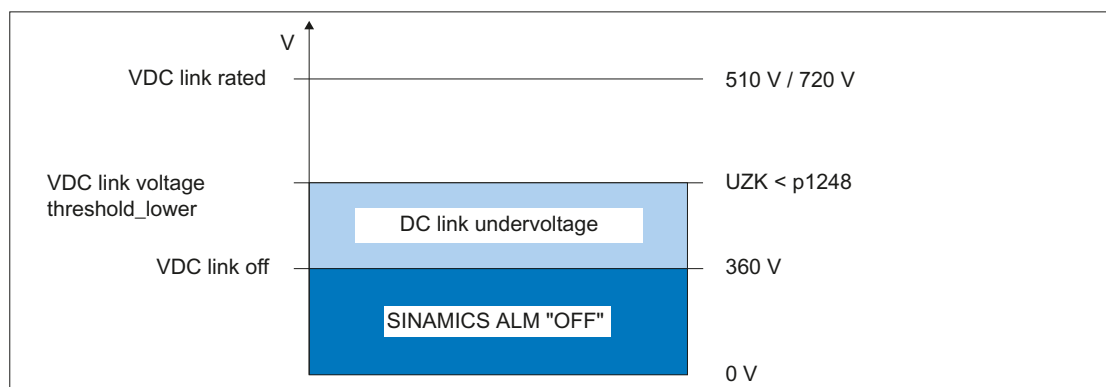 V
VDC link rated
510 V / 720 V
VDC link voltage
threshold_lower
UZK < p1248
DC link undervoltage
VDC link off
360 V
SINAMICS ALM "OFF"
0 V